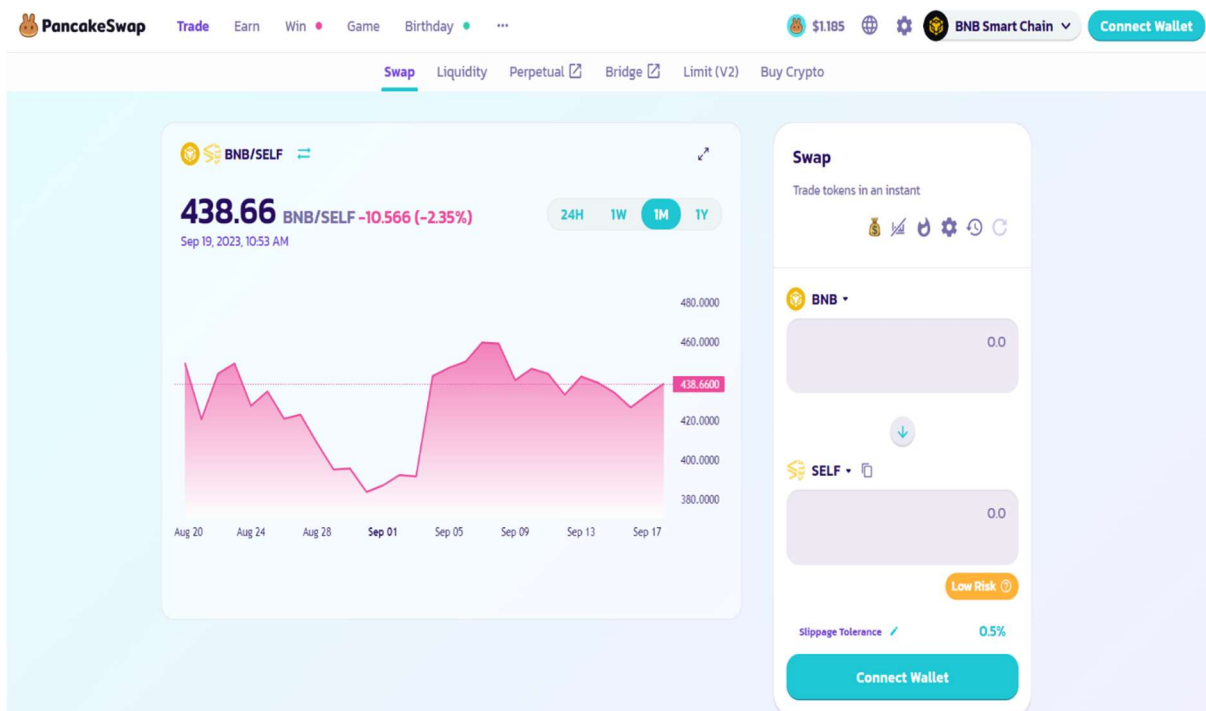 PancakeSwap Trade Earn Win Game Birthday ... $1.185 BNB Smart Chain Connect Wallet
Swap Liquidity Perpetual Bridge Limit (V2) Buy Crypto
BNB/SELF
438.66 BNB/SELF -10.566 (-2.35%)
Sep 19, 2023, 10:53 AM
24H 1W 1M 1Y
480.0000
460.0000
438.6600
420.0000
400.0000
380.0000
Aug 20 Aug 24 Aug 28 Sep 01 Sep 05 Sep 09 Sep 13 Sep 17
Swap
Trade tokens in an instant
BNB
0.0
SELF
0.0
Low Risk
Slippage Tolerance 0.5%
Connect Wallet